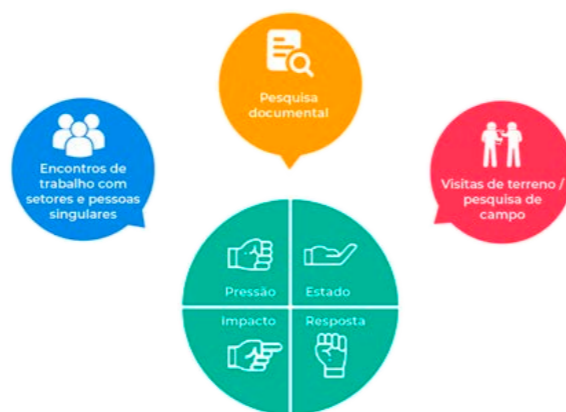 Pesquisa
documental
Encontros de
trabalho com
setores e pessoas
singulares
Visitas de terreno /
pesquisa de
campo
Pressão
Estado
Impacto
Resposta